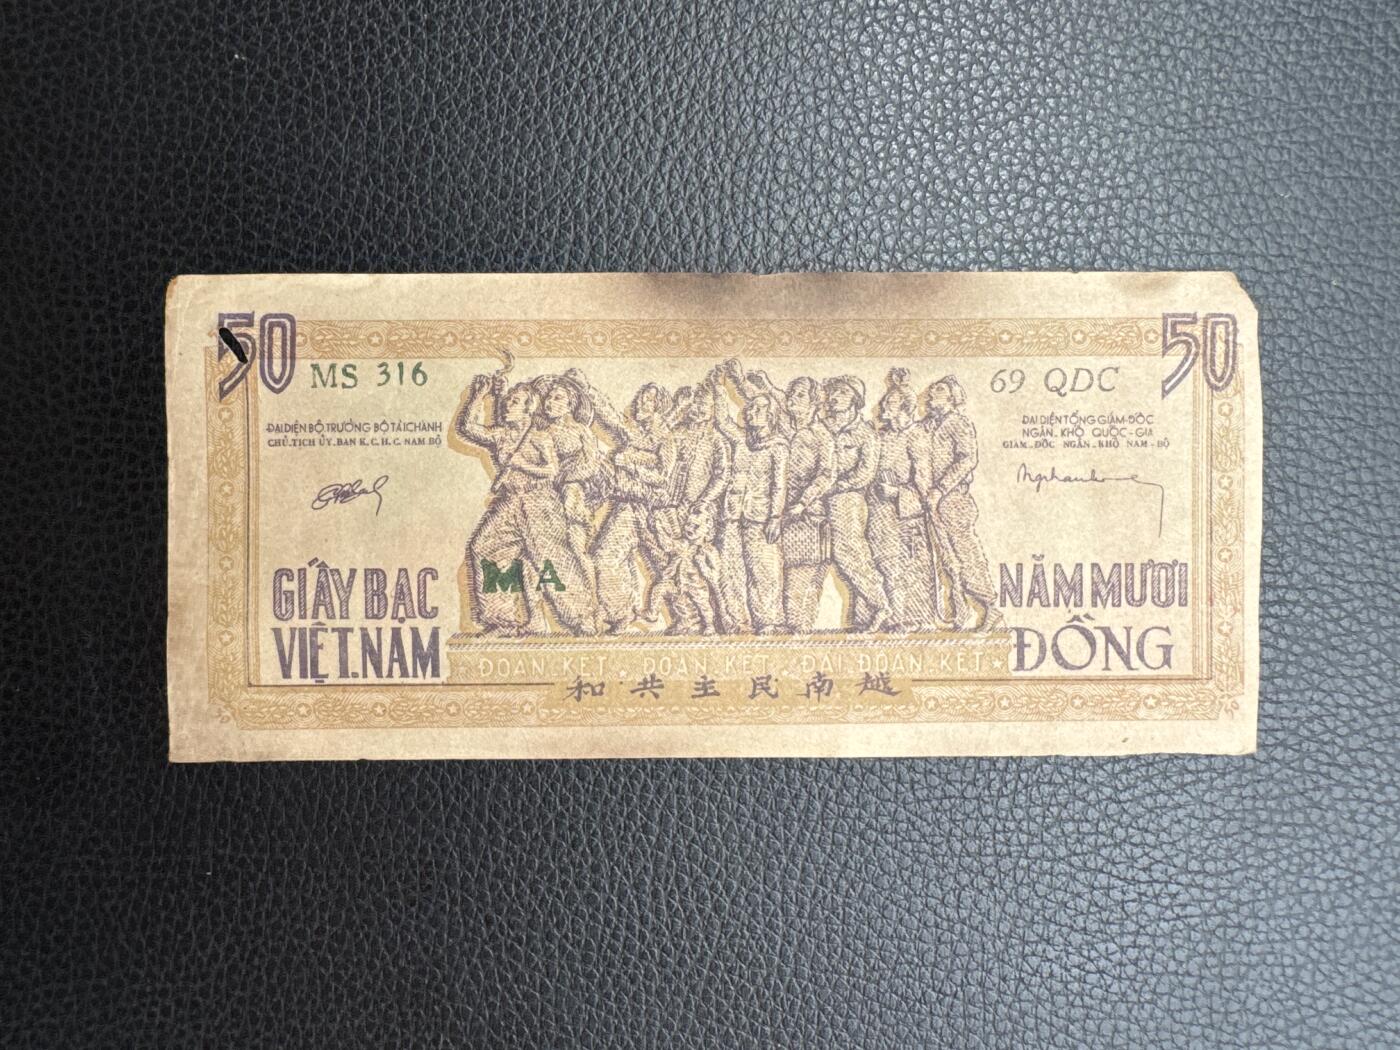 50
50
MS 316
69 QDC
ĐẠI DIỆN BỘ TRƯỞNG BỘ TÀI CHÁNH
CHỦ.TỊCH ỦY.BAN K.C.H.C. NAM BỘ
ĐẠI DIỆN TỔNG GIÁM-ĐỐC
NGÂN-KHỐ QUỐC-GIA
GIÁM-ĐỐC NGÂN-KHỐ NAM-BỘ
MA
GIẤY BẠC
VIỆT.NAM
NĂM MƯƠI
ĐỒNG
ĐOÀN KẾT ★ ĐOÀN KẾT ★ ĐẠI ĐOÀN KẾT ★
和共主民南越